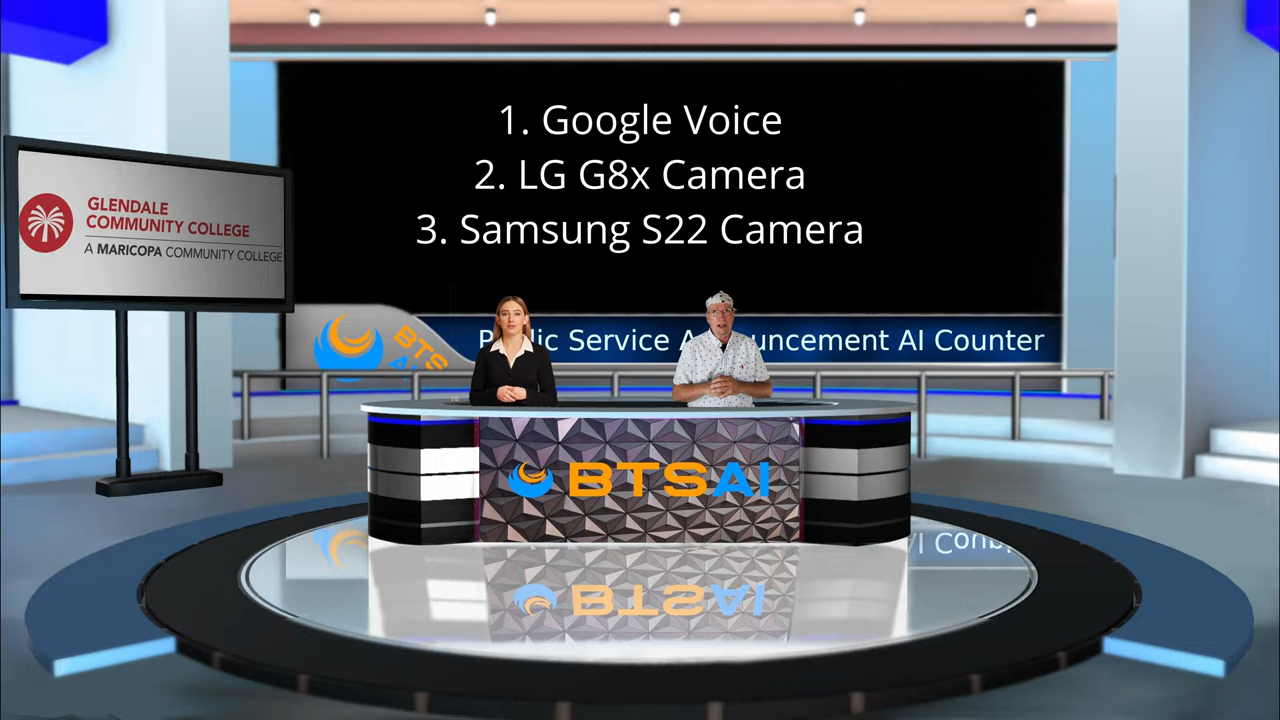 1. Google Voice
2. LG G8x Camera
3. Samsung S22 Camera
GLENDALE
COMMUNITY COLLEGE
A MARICOPA COMMUNITY COLLEGE
BTS
Service
AI Counter
BTSAI